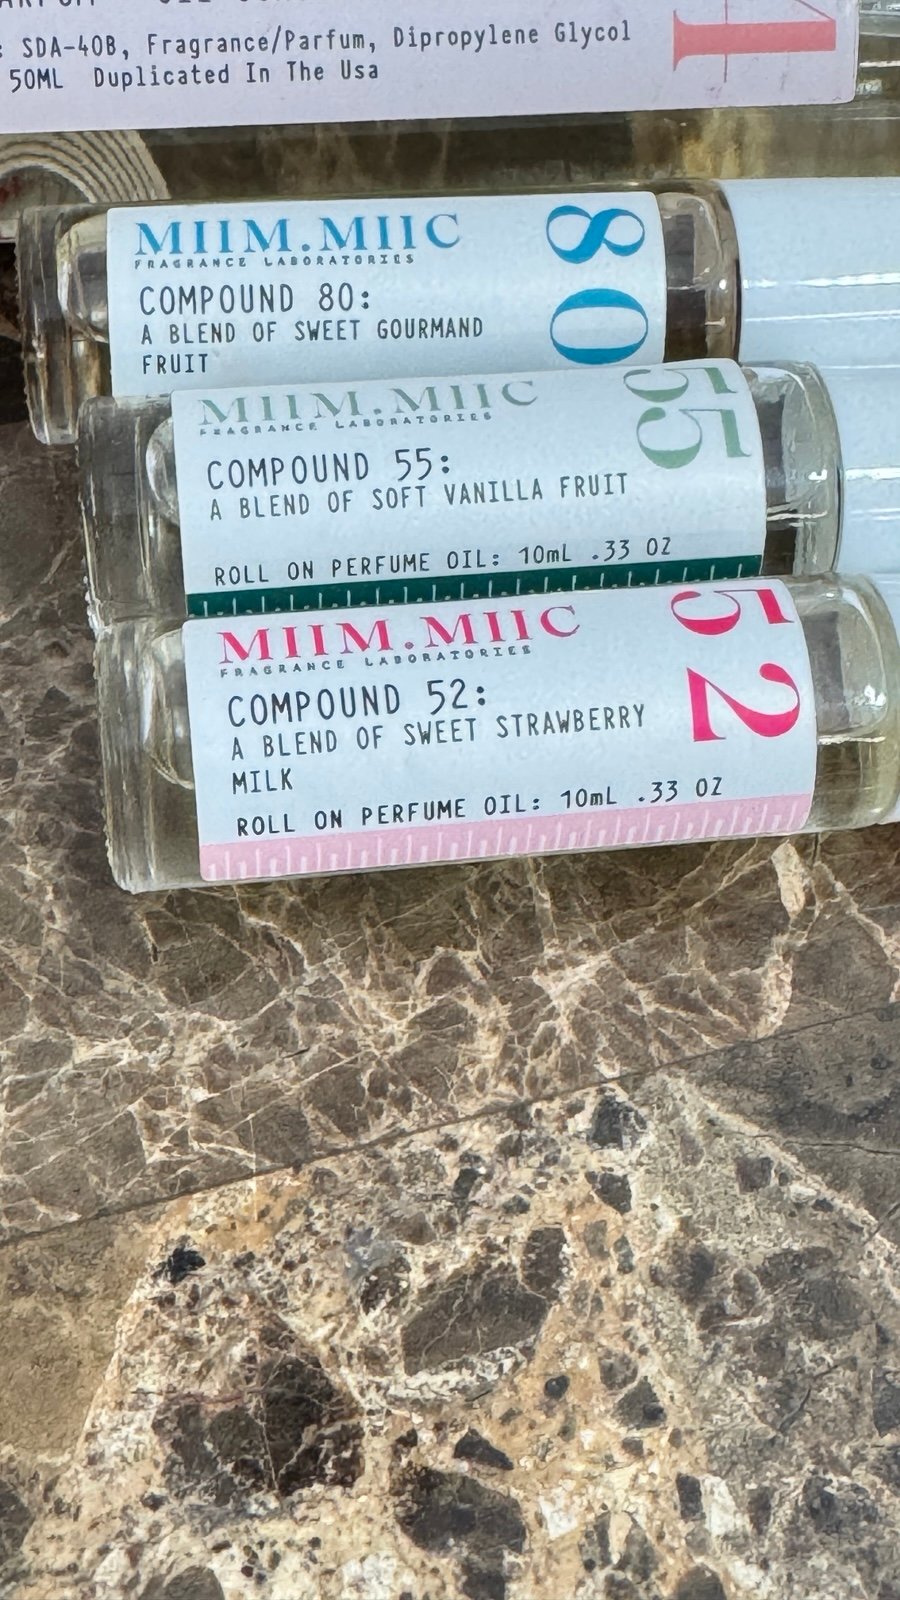 : SDA-40B, Fragrance/Parfum, Dipropylene Glycol
50ML Duplicated In The Usa
1
MIIM.MIIC
FRAGRANCE LABORATORIES
80
COMPOUND 80:
A BLEND OF SWEET GOURMAND
FRUIT
MIIM.MIIC
FRAGRANCE LABORATORIES
55
COMPOUND 55:
A BLEND OF SOFT VANILLA FRUIT
ROLL ON PERFUME OIL: 10mL .33 OZ
MIIM.MIIC
FRAGRANCE LABORATORIES
52
COMPOUND 52:
A BLEND OF SWEET STRAWBERRY
MILK
ROLL ON PERFUME OIL: 10mL .33 OZ